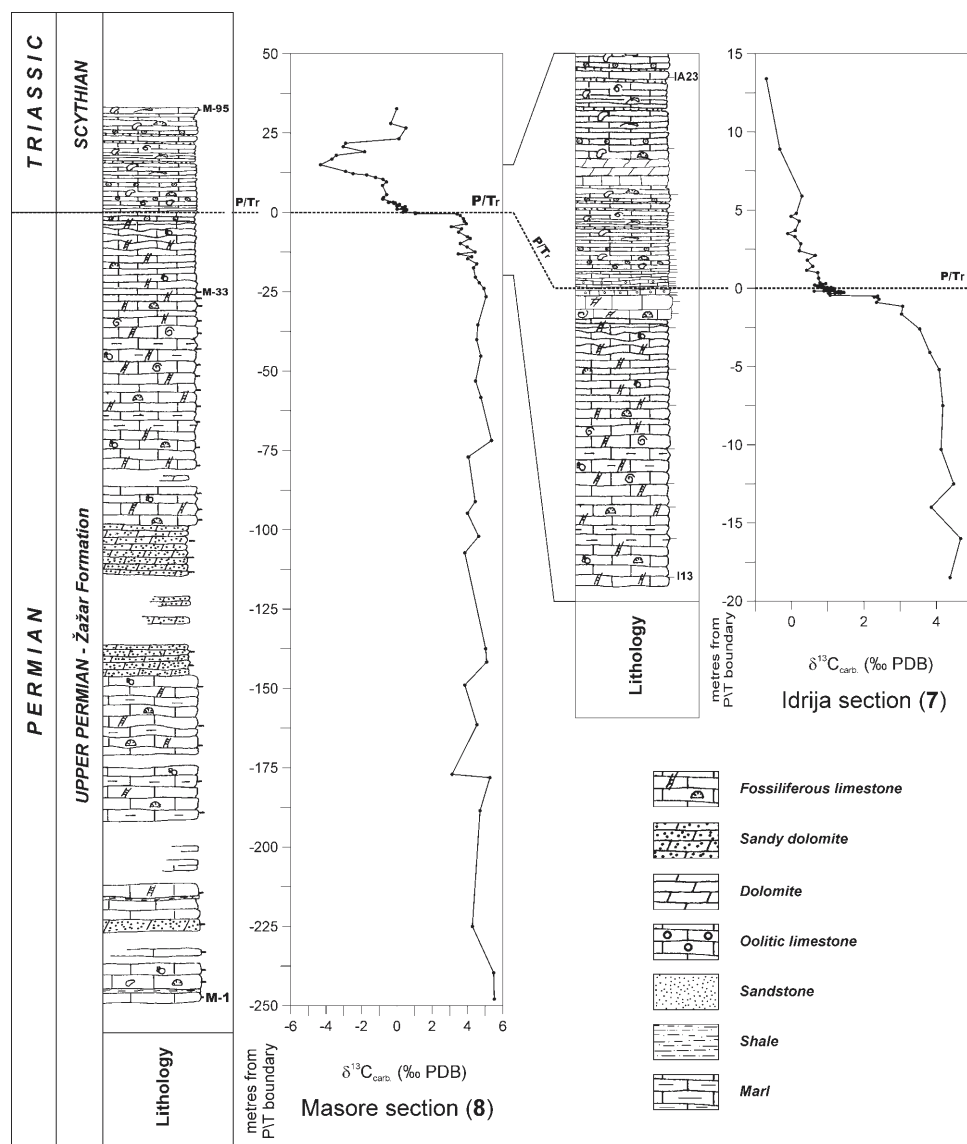 TRIASSIC
SCYTHIAN
PERMIAN
UPPER PERMIAN - Žažar Formation
M-95
P/Tr
M-33
M-1
Lithology
50
25
0
-25
-50
-75
-100
-125
-150
-175
-200
-225
-250
P/Tr
-6 -4 -2 0 2 4 6
metres from
P\T boundary
δ¹³Ccarb. (‰ PDB)
Masore section (8)
IA23
P/Tr
I13
Lithology
metres from
P\T boundary
15
10
5
0
-5
-10
-15
-20
P/Tr
0 2 4
δ¹³Ccarb. (‰ PDB)
Idrija section (7)
Fossiliferous limestone
Sandy dolomite
Dolomite
Oolitic limestone
Sandstone
Shale
Marl